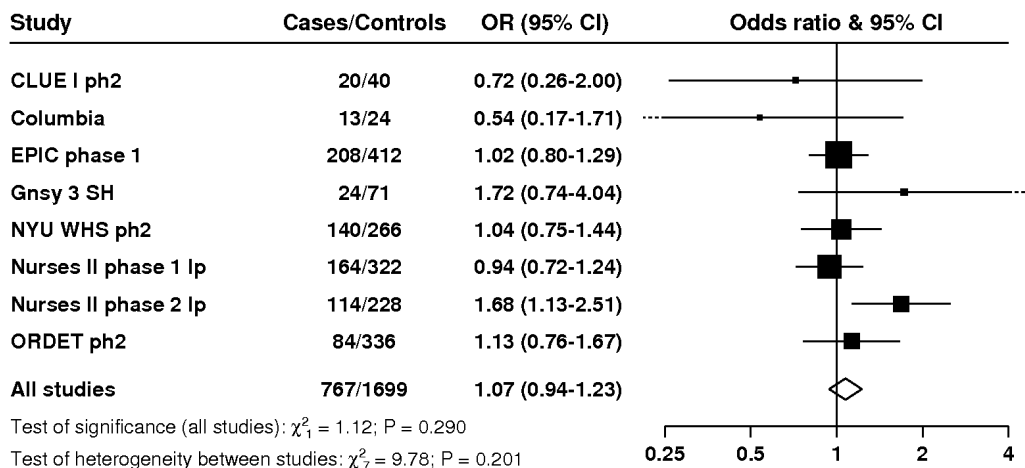 Study Cases/Controls OR (95% CI) Odds ratio & 95% CI
CLUE I ph2 20/40 0.72 (0.26-2.00)
Columbia 13/24 0.54 (0.17-1.71)
EPIC phase 1 208/412 1.02 (0.80-1.29)
Gnsy 3 SH 24/71 1.72 (0.74-4.04)
NYU WHS ph2 140/266 1.04 (0.75-1.44)
Nurses II phase 1 lp 164/322 0.94 (0.72-1.24)
Nurses II phase 2 lp 114/228 1.68 (1.13-2.51)
ORDET ph2 84/336 1.13 (0.76-1.67)
All studies 767/1699 1.07 (0.94-1.23)
Test of significance (all studies): χ²₁ = 1.12; P = 0.290
Test of heterogeneity between studies: χ²₇ = 9.78; P = 0.201
0.25 0.5 1 2 4